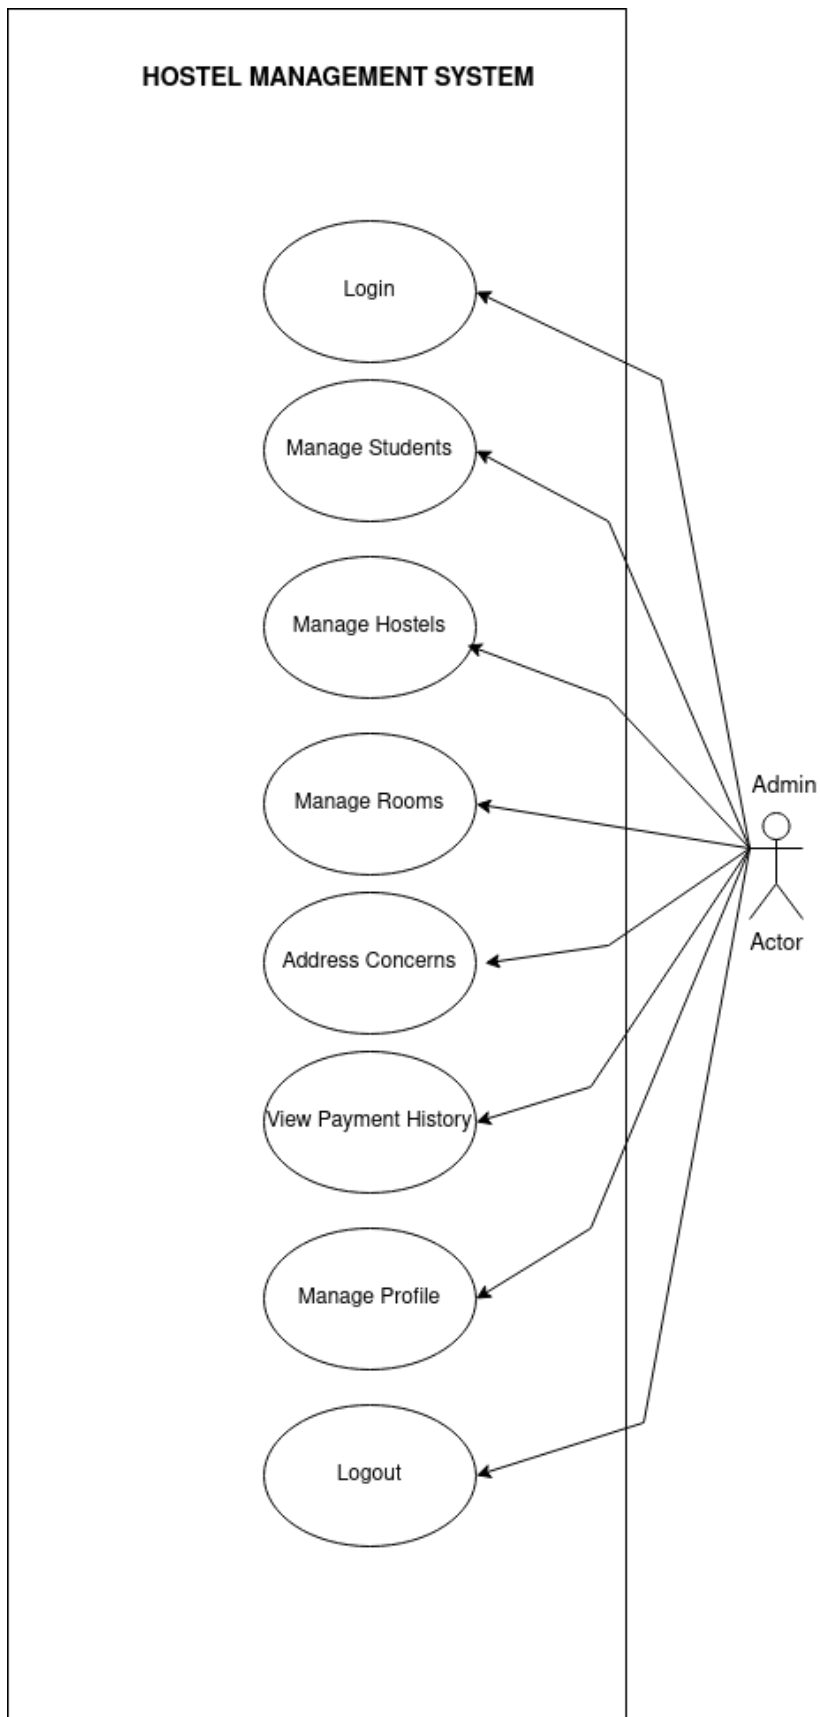 HOSTEL MANAGEMENT SYSTEM
Login
Manage Students
Manage Hostels
Manage Rooms
Admin
Address Concerns
Actor
View Payment History
Manage Profile
Logout